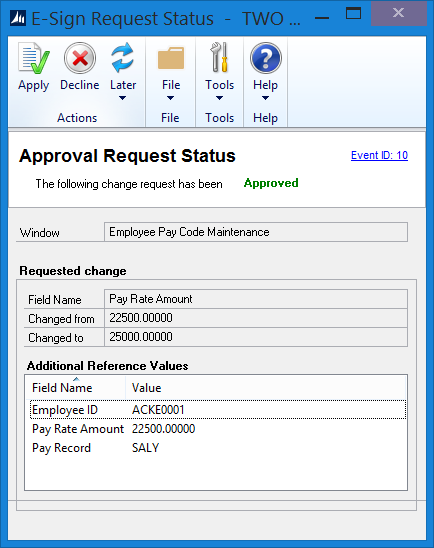 E-Sign Request Status - TWO ...
Apply Decline Later File Tools Help
Actions File Tools Help
Approval Request Status Event ID: 10
The following change request has been Approved
Window Employee Pay Code Maintenance
Requested change
Field Name Pay Rate Amount
Changed from 22500.00000
Changed to 25000.00000
Additional Reference Values
Field Name Value
Employee ID ACKE0001
Pay Rate Amount 22500.00000
Pay Record SALY